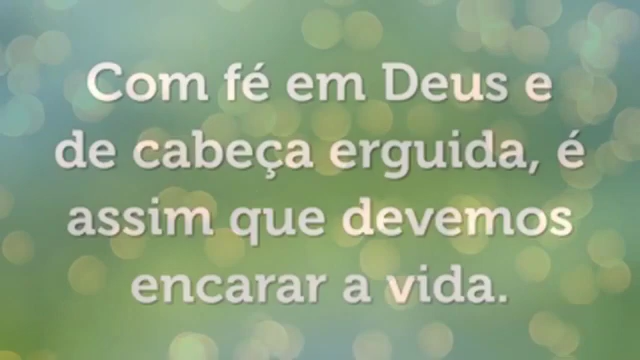 Com fé em Deus e
de cabeça erguida, é
assim que devemos
encarar a vida.